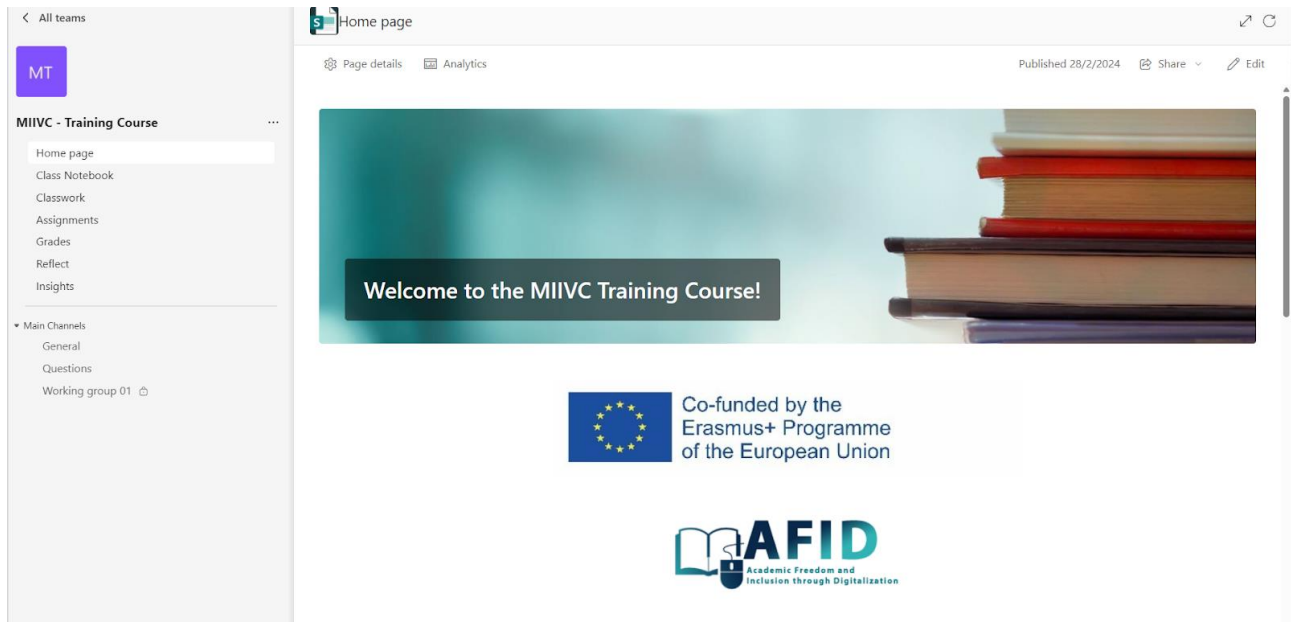 All teams
MT
MIIVC - Training Course
Home page
Class Notebook
Classwork
Assignments
Grades
Reflect
Insights
Main Channels
General
Questions
Working group 01
S
Home page
Page details
Analytics
Published 28/2/2024
Share
Edit
Welcome to the MIIVC Training Course!
Co-funded by the
Erasmus+ Programme
of the European Union
AFID
Academic Freedom and
Inclusion through Digitalization